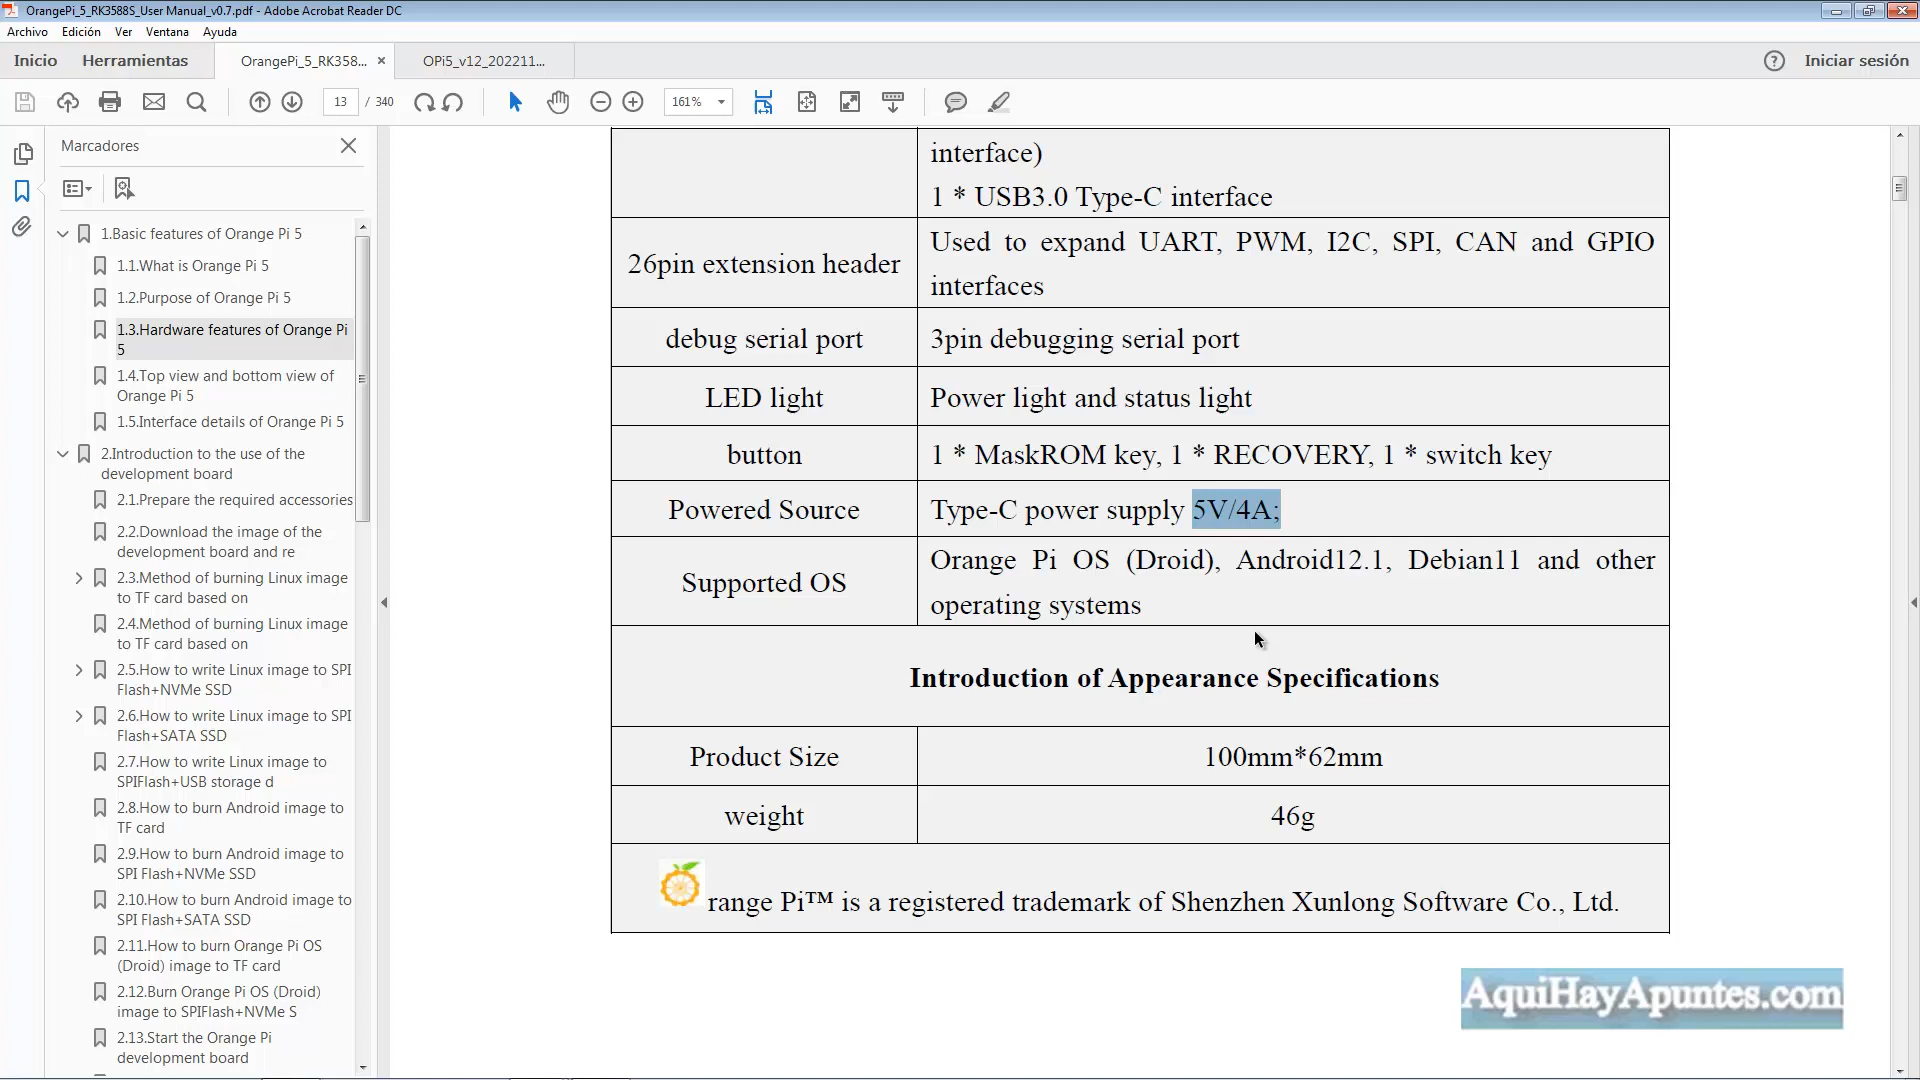 OrangePi_5_RK3588S_User Manual_v0.7.pdf - Adobe Acrobat Reader DC
Archivo Edición Ver Ventana Ayuda
Inicio Herramientas OrangePi_5_RK358... OPi5_v12_202211... Iniciar sesión
13 / 340 161%
Marcadores
1.Basic features of Orange Pi 5
1.1.What is Orange Pi 5
1.2.Purpose of Orange Pi 5
1.3.Hardware features of Orange Pi
5
1.4.Top view and bottom view of
Orange Pi 5
1.5.Interface details of Orange Pi 5
2.Introduction to the use of the
development board
2.1.Prepare the required accessories
2.2.Download the image of the
development board and re
2.3.Method of burning Linux image
to TF card based on
2.4.Method of burning Linux image
to TF card based on
2.5.How to write Linux image to SPI
Flash+NVMe SSD
2.6.How to write Linux image to SPI
Flash+SATA SSD
2.7.How to write Linux image to
SPIFlash+USB storage d
2.8.How to burn Android image to
TF card
2.9.How to burn Android image to
SPI Flash+NVMe SSD
2.10.How to burn Android image to
SPI Flash+SATA SSD
2.11.How to burn Orange Pi OS
(Droid) image to TF card
2.12.Burn Orange Pi OS (Droid)
image to SPIFlash+NVMe S
2.13.Start the Orange Pi
development board
interface)
1 * USB3.0 Type-C interface
26pin extension header
Used to expand UART, PWM, I2C, SPI, CAN and GPIO
interfaces
debug serial port
3pin debugging serial port
LED light
Power light and status light
button
1 * MaskROM key, 1 * RECOVERY, 1 * switch key
Powered Source
Type-C power supply 5V/4A;
Supported OS
Orange Pi OS (Droid), Android12.1, Debian11 and other
operating systems
Introduction of Appearance Specifications
Product Size
100mm*62mm
weight
46g
range Pi™ is a registered trademark of Shenzhen Xunlong Software Co., Ltd.
AquiHayApuntes.com